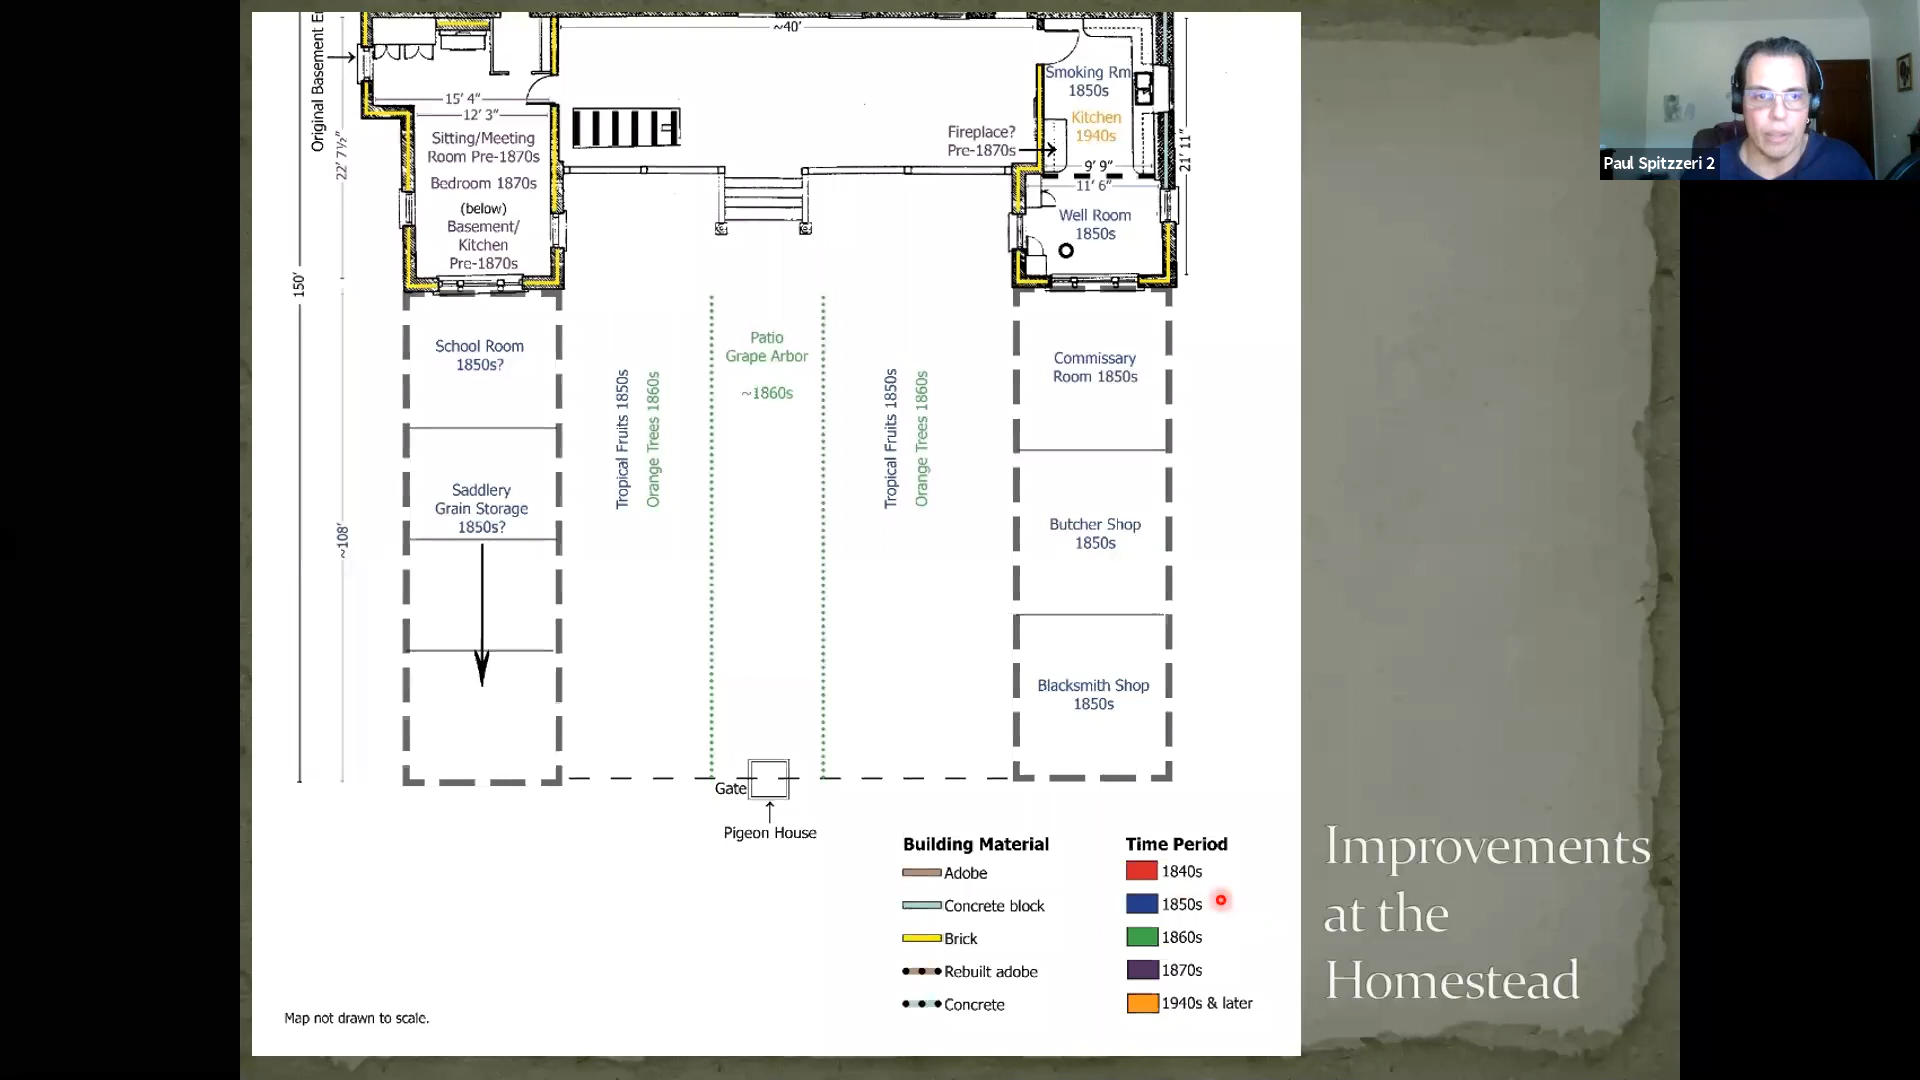 Original Basement E
~40'
15' 4"
12' 3"
22' 7½"
Sitting/Meeting
Room Pre-1870s
Bedroom 1870s
(below)
Basement/
Kitchen
Pre-1870s
Smoking Rm
1850s
Kitchen
1940s
Fireplace?
Pre-1870s
9' 9"
11' 6"
21' 11"
Well Room
1850s
150'
~108'
School Room
1850s?
Saddlery
Grain Storage
1850s?
Tropical Fruits 1850s
Orange Trees 1860s
Patio
Grape Arbor
~1860s
Tropical Fruits 1850s
Orange Trees 1860s
Commissary
Room 1850s
Butcher Shop
1850s
Blacksmith Shop
1850s
Gate
Pigeon House
Building Material
Adobe
Concrete block
Brick
Rebuilt adobe
Concrete
Time Period
1840s
1850s
1860s
1870s
1940s & later
Map not drawn to scale.
Improvements
at the
Homestead
Paul Spitzzeri 2